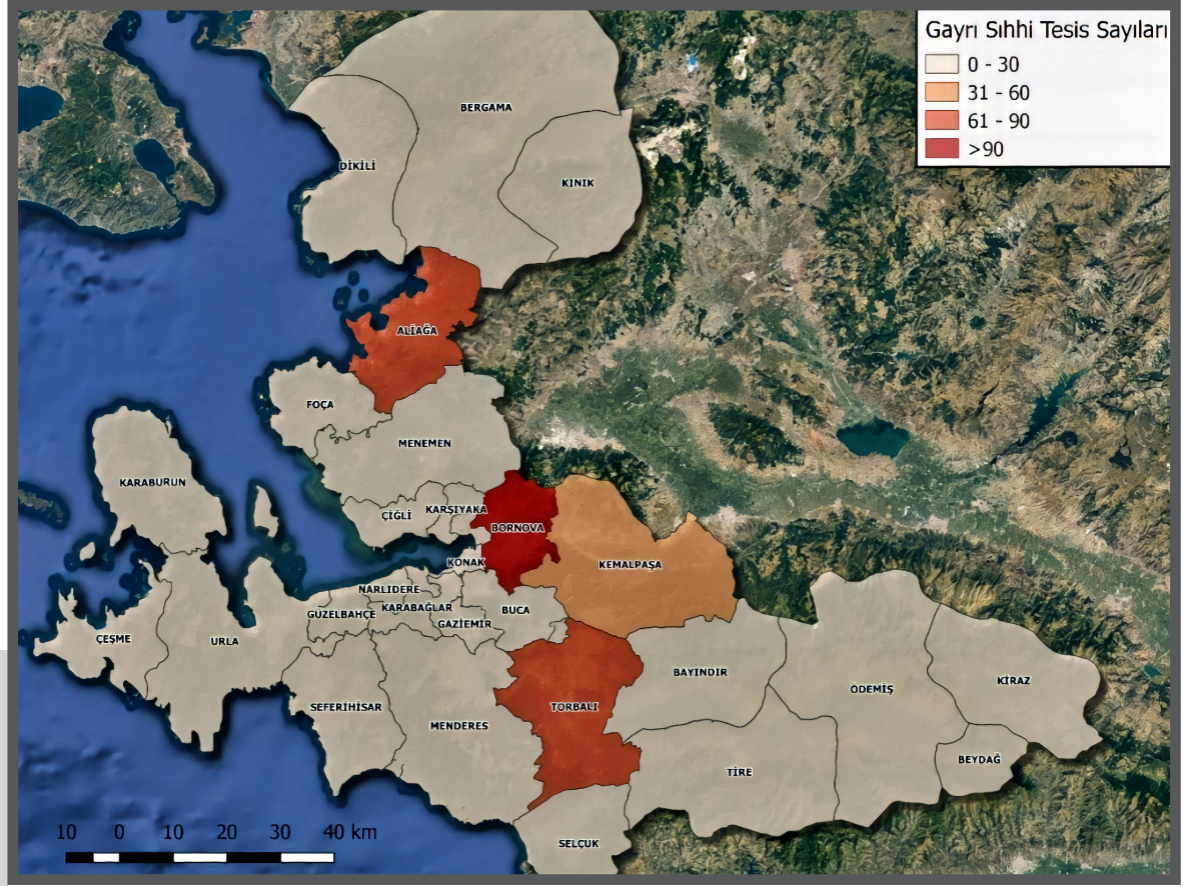 Gayrı Sıhhi Tesis Sayıları
0 - 30
31 - 60
61 - 90
>90
BERGAMA
DİKİLİ
KINIK
ALİAĞA
FOÇA
MENEMEN
KARABURUN
ÇİĞLİ
KARŞIYAKA
BORNOVA
KONAK
KEMALPAŞA
NARLIDERE
GÜZELBAHÇE
KARABAĞLAR
BUCA
GAZİEMİR
ÇEŞME
URLA
BAYINDIR
ÖDEMİŞ
KİRAZ
SEFERİHİSAR
MENDERES
TORBALI
TİRE
BEYDAĞ
SELÇUK
10 0 10 20 30 40 km